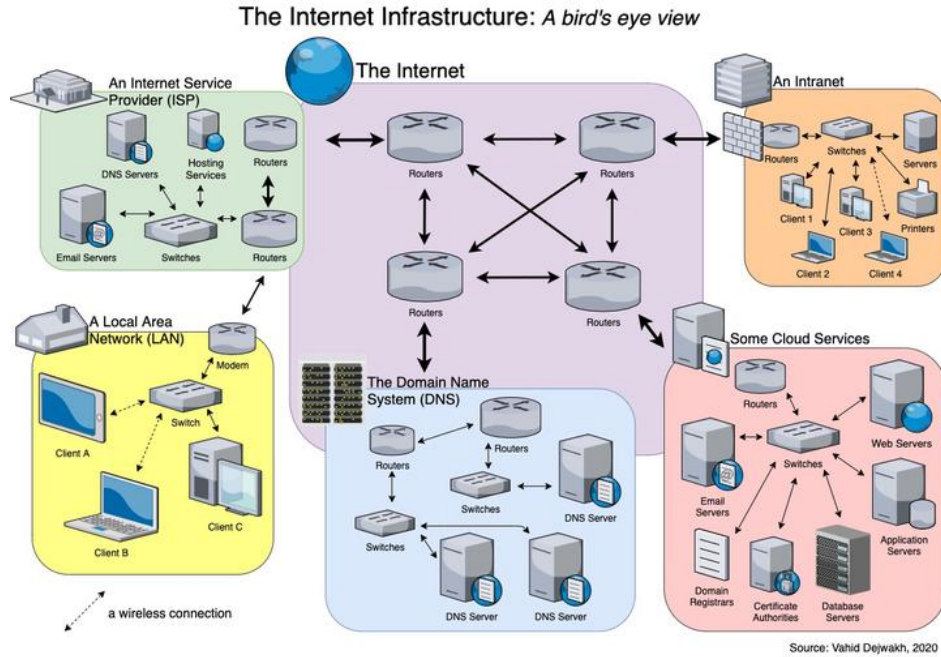 The Internet Infrastructure: A bird's eye view
An Internet Service
Provider (ISP)
DNS Servers
Hosting
Services
Routers
Email Servers
Switches
Routers
The Internet
Routers
Routers
Routers
Routers
An Intranet
Routers
Switches
Servers
Client 1
Client 3
Printers
Client 2
Client 4
A Local Area
Network (LAN)
Modem
Switch
Client A
Client B
Client C
a wireless connection
The Domain Name
System (DNS)
Routers
Routers
Switches
DNS Server
Switches
DNS Server
DNS Server
Some Cloud Services
Routers
Web Servers
Switches
Email
Servers
Application
Servers
Domain
Registrars
Certificate
Authorities
Database
Servers
Source: Vahid Dejwakh, 2020